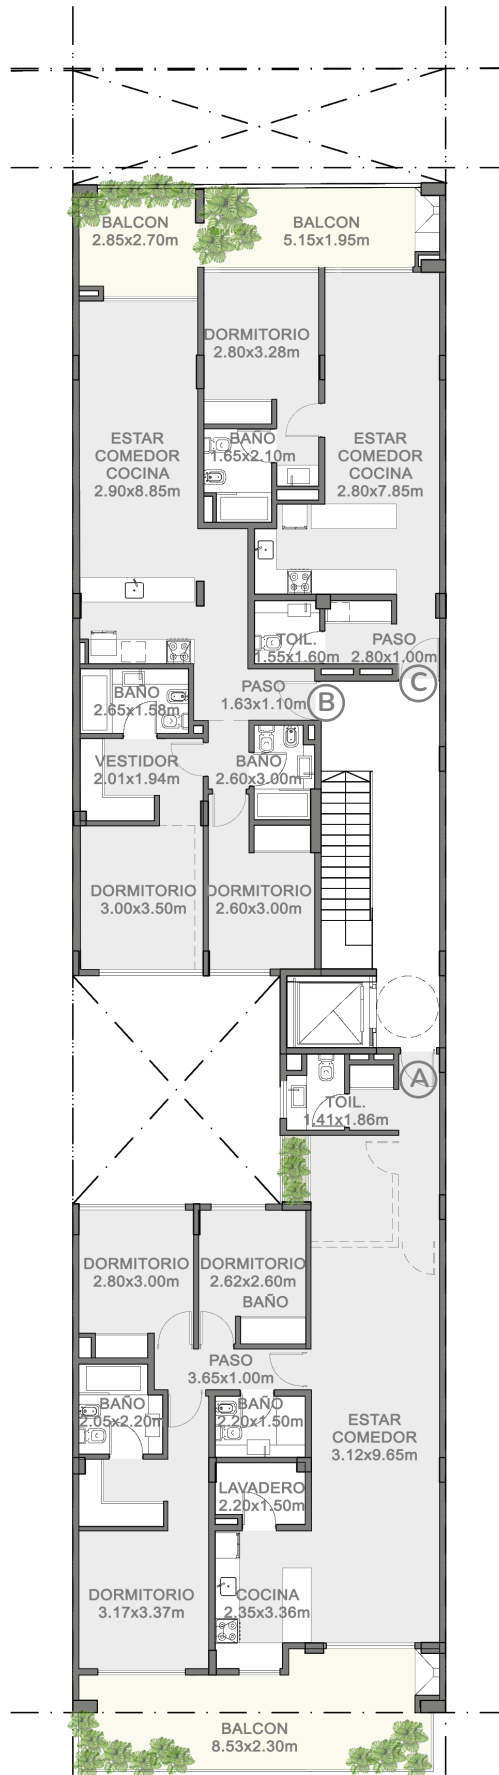 BALCON
2.85x2.70m
BALCON
5.15x1.95m
DORMITORIO
2.80x3.28m
BAÑO
1.65x2.10m
ESTAR
COMEDOR
COCINA
2.90x8.85m
ESTAR
COMEDOR
COCINA
2.80x7.85m
TOIL.
1.55x1.60m
PASO
2.80x1.00m
C
PASO
1.63x1.10m
B
BAÑO
2.65x1.58m
VESTIDOR
2.01x1.94m
BAÑO
2.60x3.00m
DORMITORIO
3.00x3.50m
DORMITORIO
2.60x3.00m
A
TOIL.
1.41x1.86m
DORMITORIO
2.80x3.00m
DORMITORIO
2.62x2.60m
BAÑO
PASO
3.65x1.00m
BAÑO
2.05x2.20m
BAÑO
2.20x1.50m
ESTAR
COMEDOR
3.12x9.65m
LAVADERO
2.20x1.50m
DORMITORIO
3.17x3.37m
COCINA
2.35x3.36m
BALCON
8.53x2.30m